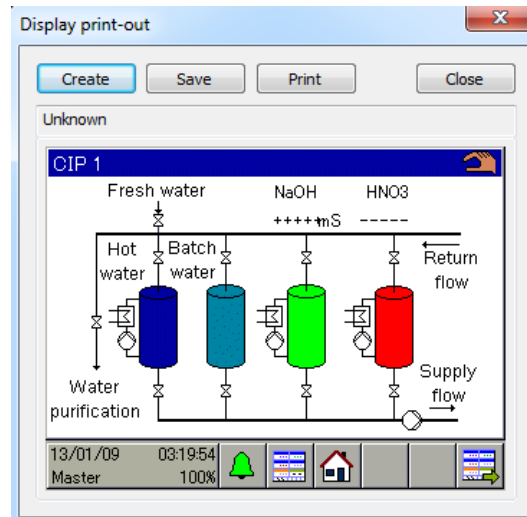 Display print-out
Create Save Print Close
Unknown
CIP 1
Fresh water NaOH HNO3
+++++mS -----
Hot Batch Return
water water flow
Water Supply
purification flow
13/01/09 03:19:54
Master 100%